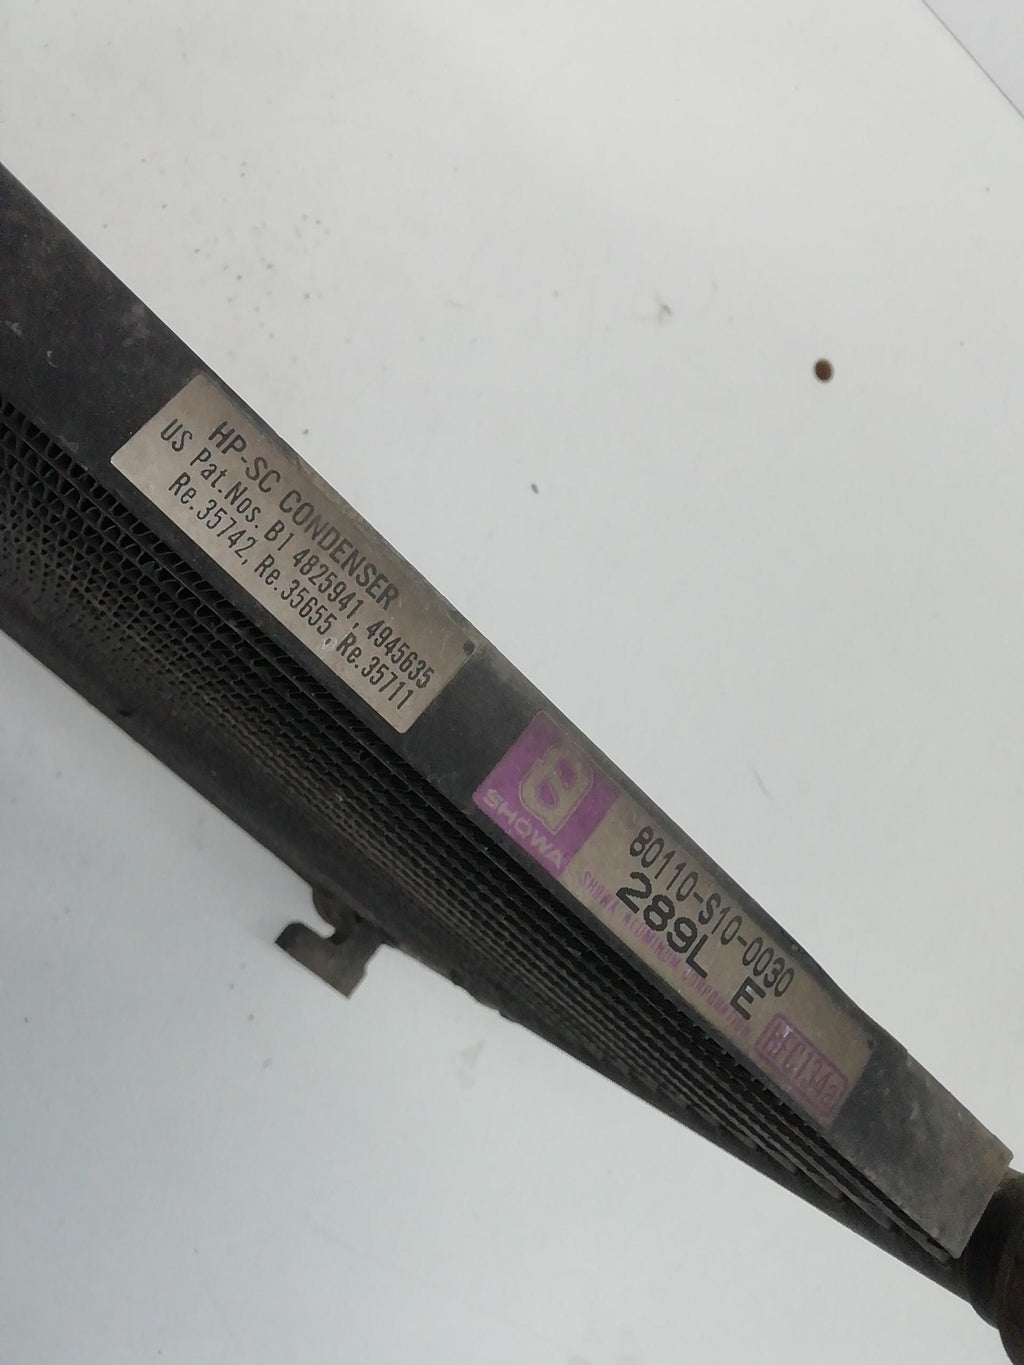 HP-SC CONDENSER
US Pat.Nos. B1 4825941, 4945635
Re.35742, Re.35655, Re.35711
SHOWA
80110-S10-0030
289L E
SHOWA ALUMINUM CORPORATION
HFC134a